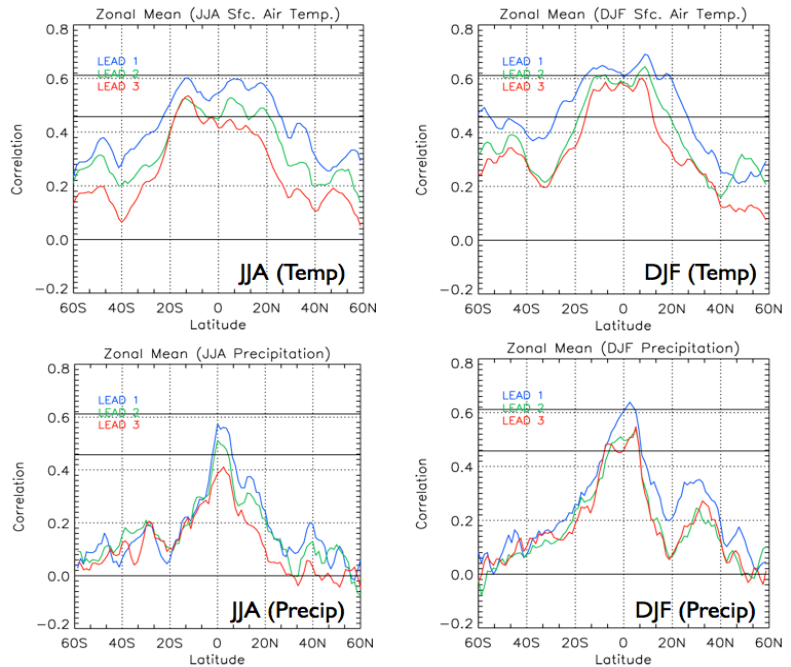 Zonal Mean (JJA Sfc. Air Temp.)
0.8
0.6
0.4
0.2
0.0
−0.2
Correlation
LEAD 1
LEAD 2
LEAD 3
JJA (Temp)
60S 40S 20S 0 20N 40N 60N
Latitude
Zonal Mean (DJF Sfc. Air Temp.)
0.8
0.6
0.4
0.2
0.0
−0.2
Correlation
LEAD 1
LEAD 2
LEAD 3
DJF (Temp)
60S 40S 20S 0 20N 40N 60N
Latitude
Zonal Mean (JJA Precipitation)
0.8
0.6
0.4
0.2
0.0
−0.2
Correlation
LEAD 1
LEAD 2
LEAD 3
JJA (Precip)
60S 40S 20S 0 20N 40N 60N
Latitude
Zonal Mean (DJF Precipitation)
0.8
0.6
0.4
0.2
0.0
−0.2
Correlation
LEAD 1
LEAD 2
LEAD 3
DJF (Precip)
60S 40S 20S 0 20N 40N 60N
Latitude